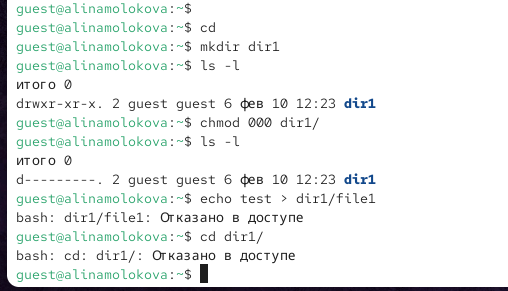 guest@alinamolokova:~$
guest@alinamolokova:~$ cd
guest@alinamolokova:~$ mkdir dir1
guest@alinamolokova:~$ ls -l
итого 0
drwxr-xr-x. 2 guest guest 6 фев 10 12:23 dir1
guest@alinamolokova:~$ chmod 000 dir1/
guest@alinamolokova:~$ ls -l
итого 0
d---------. 2 guest guest 6 фев 10 12:23 dir1
guest@alinamolokova:~$ echo test > dir1/file1
bash: dir1/file1: Отказано в доступе
guest@alinamolokova:~$ cd dir1/
bash: cd: dir1/: Отказано в доступе
guest@alinamolokova:~$